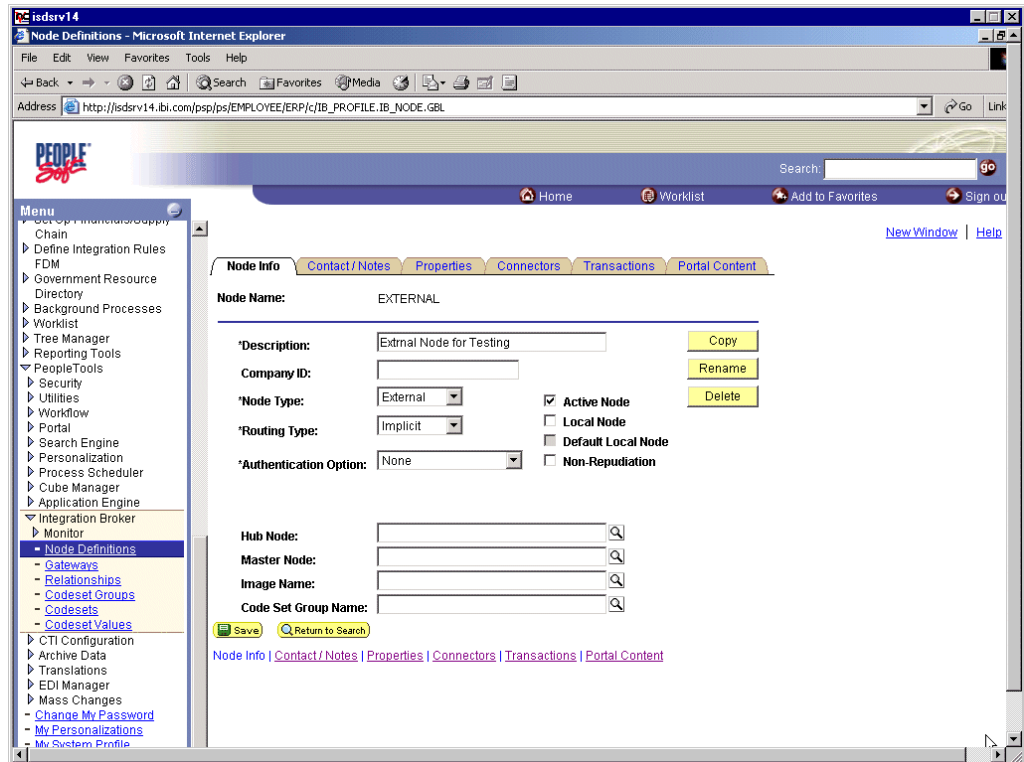 isdsrv14
Node Definitions - Microsoft Internet Explorer
File Edit View Favorites Tools Help
Back Search Favorites Media
Address http://isdsrv14.ibi.com/psp/ps/EMPLOYEE/ERP/c/IB_PROFILE.IB_NODE.GBL Go Link
PEOPLE Soft
Search: go
Home Worklist Add to Favorites Sign ou
Menu
New Window | Help
Set Up Financials/Supply
Chain
Define Integration Rules
FDM
Government Resource
Directory
Background Processes
Worklist
Tree Manager
Reporting Tools
PeopleTools
Security
Utilities
Workflow
Portal
Search Engine
Personalization
Process Scheduler
Cube Manager
Application Engine
Integration Broker
Monitor
Node Definitions
Gateways
Relationships
Codeset Groups
Codesets
Codeset Values
CTI Configuration
Archive Data
Translations
EDI Manager
Mass Changes
Change My Password
My Personalizations
My System Profile
Node Info Contact / Notes Properties Connectors Transactions Portal Content
Node Name: EXTERNAL
*Description: Extrnal Node for Testing Copy
Company ID: Rename
*Node Type: External Active Node Delete
Local Node
*Routing Type: Implicit
Default Local Node
*Authentication Option: None Non-Repudiation
Hub Node:
Master Node:
Image Name:
Code Set Group Name:
Save Return to Search
Node Info | Contact / Notes | Properties | Connectors | Transactions | Portal Content